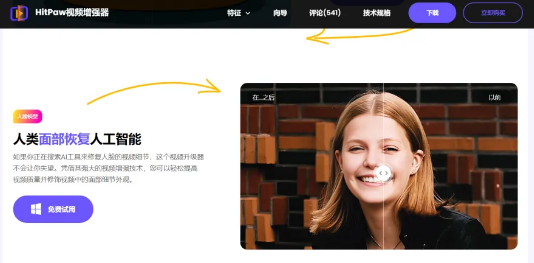 HitPaw视频增强器
特征
向导
评论(541)
技术规格
下载
立即购买
人脸模型
人类面部恢复人工智能
如果你正在搜索AI工具来修复人脸的视频细节，这个视频升级器
不会让你失望。凭借其强大的视频增强技术，您可以轻松提高
视频质量并修饰视频中的面部细节外观。
免费试用
在...之后
以前